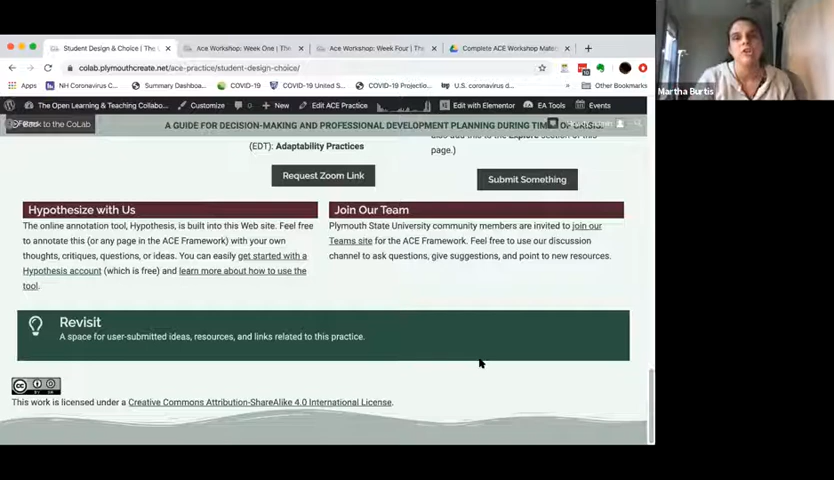 Student Design & Choice | The
Ace Workshop: Week One | The
Ace Workshop: Week Four | The
Complete ACE Workshop Mater
colab.plymouthcreate.net/ace-practice/student-design-choice/
Apps
NH Coronavirus C...
Summary Dashboa...
COVID-19
COVID-19 United S...
COVID-19 Projectio...
U.S. coronavirus d...
Other Bookmarks
The Open Learning & Teaching Collabo...
Customize
0
New
Edit ACE Practice
Edit with Elementor
EA Tools
Events
Back to the CoLab
A GUIDE FOR DECISION-MAKING AND PROFESSIONAL DEVELOPMENT PLANNING DURING TIMES OF CRISIS.
(EDT): Adaptability Practices
page.)
Request Zoom Link
Submit Something
Hypothesize with Us
The online annotation tool, Hypothesis, is built into this Web site. Feel free
to annotate this (or any page in the ACE Framework) with your own
thoughts, critiques, questions, or ideas. You can easily get started with a
Hypothesis account (which is free) and learn more about how to use the
tool.
Join Our Team
Plymouth State University community members are invited to join our
Teams site for the ACE Framework. Feel free to use our discussion
channel to ask questions, give suggestions, and point to new resources.
Revisit
A space for user-submitted ideas, resources, and links related to this practice.
This work is licensed under a Creative Commons Attribution-ShareAlike 4.0 International License.
Martha Burtis